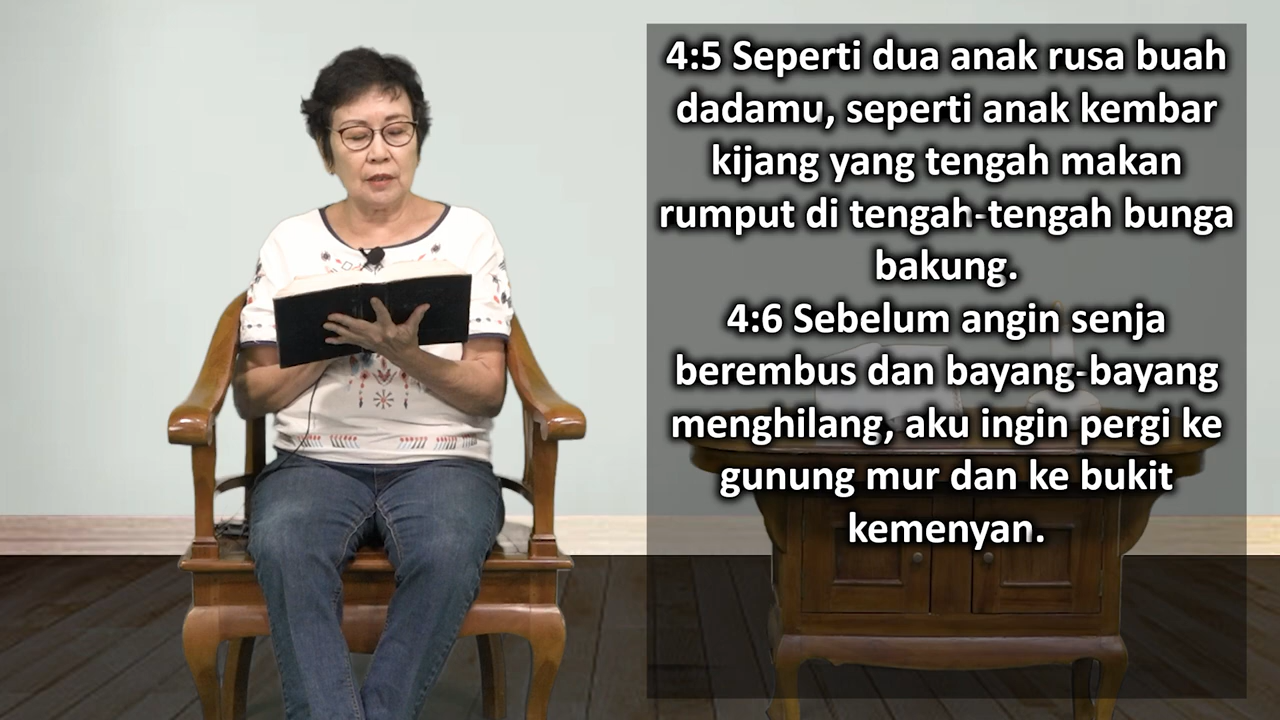 4:5 Seperti dua anak rusa buah
dadamu, seperti anak kembar
kijang yang tengah makan
rumput di tengah-tengah bunga
bakung.
4:6 Sebelum angin senja
berembus dan bayang-bayang
menghilang, aku ingin pergi ke
gunung mur dan ke bukit
kemenyan.